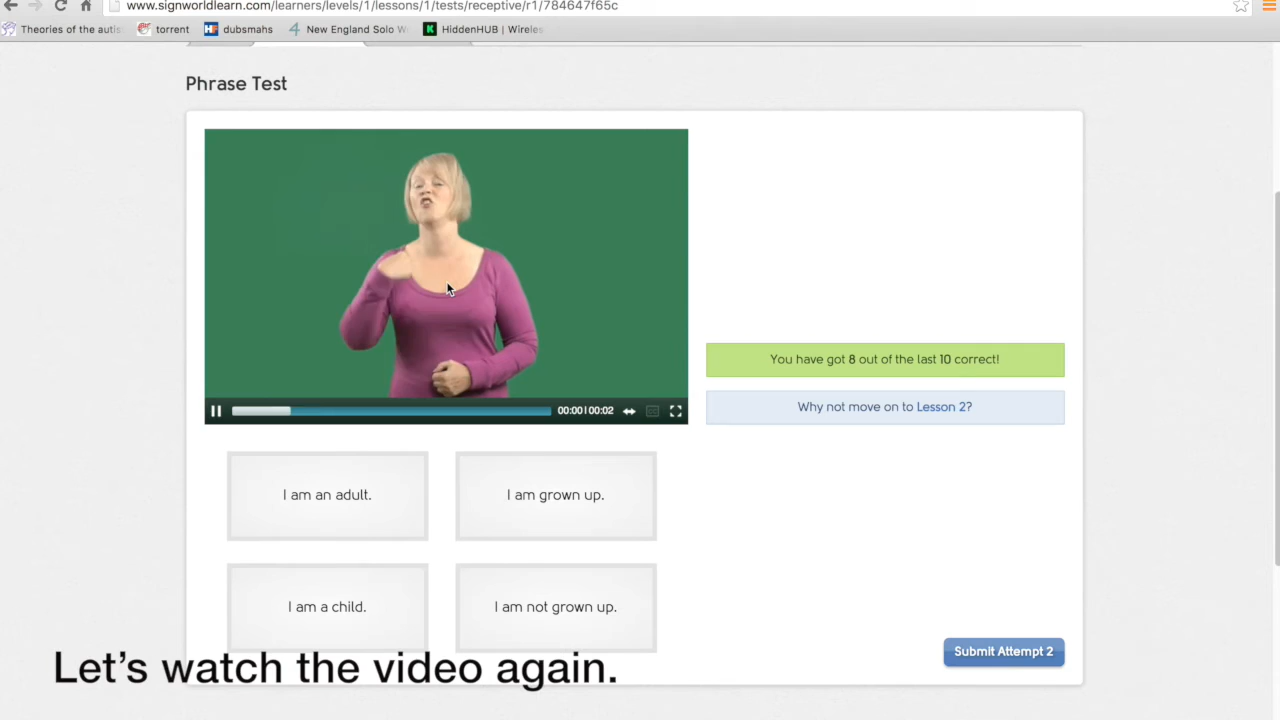 www.signworldlearn.com/learners/levels/1/lessons/1/tests/receptive/r1/784647f65c
Theories of the autis torrent dubsmahs New England Solo W HiddenHUB | Wireles
Phrase Test
You have got 8 out of the last 10 correct!
Why not move on to Lesson 2?
00:00|00:02 CC
I am an adult. I am grown up.
I am a child. I am not grown up.
Submit Attempt 2
Let's watch the video again.